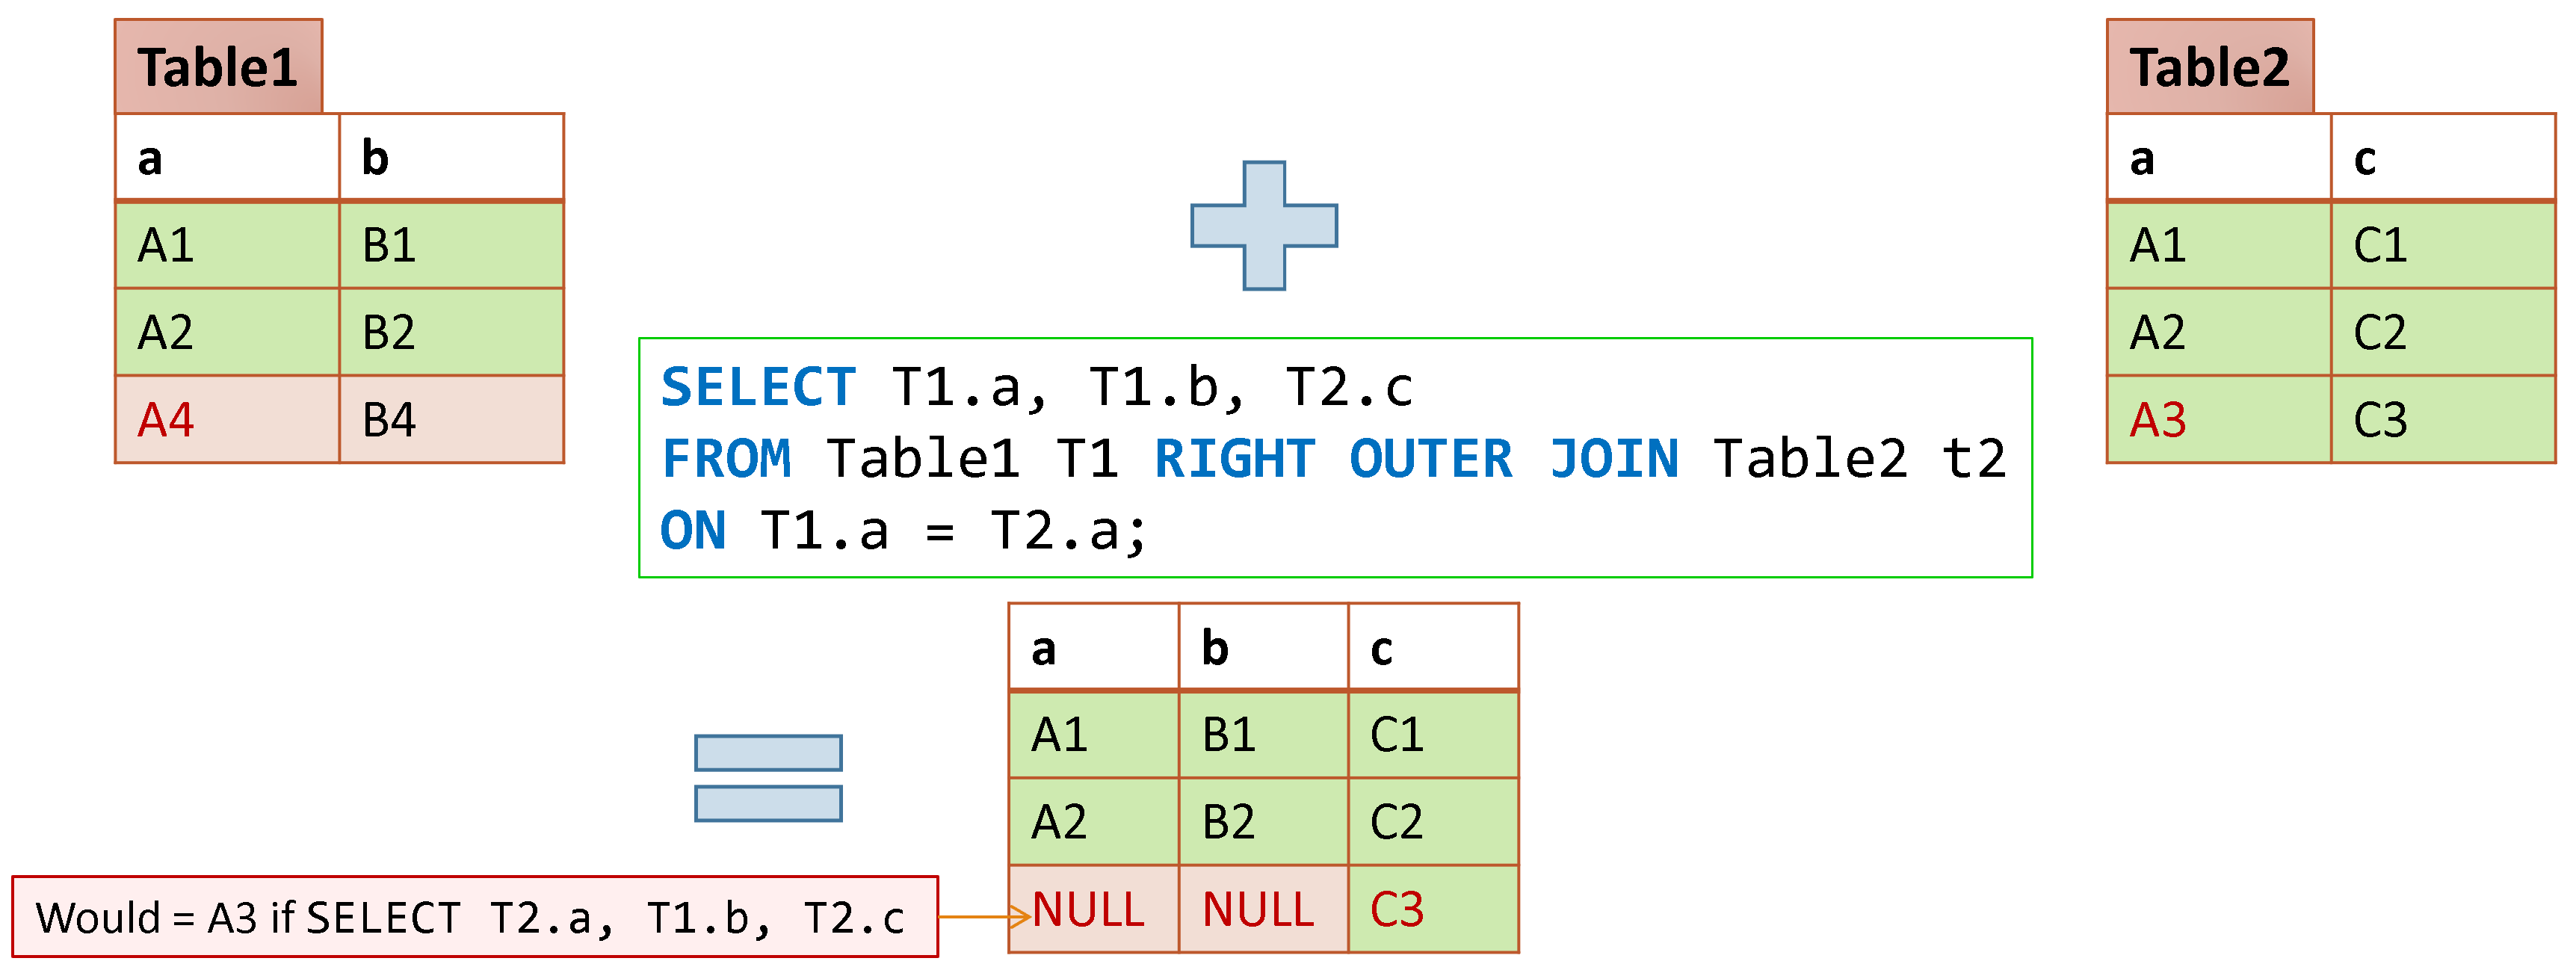 Table1
a b
A1 B1
A2 B2
A4 B4
Table2
a c
A1 C1
A2 C2
A3 C3
SELECT T1.a, T1.b, T2.c
FROM Table1 T1 RIGHT OUTER JOIN Table2 t2
ON T1.a = T2.a;
a b c
A1 B1 C1
A2 B2 C2
NULL NULL C3
Would = A3 if SELECT T2.a, T1.b, T2.c